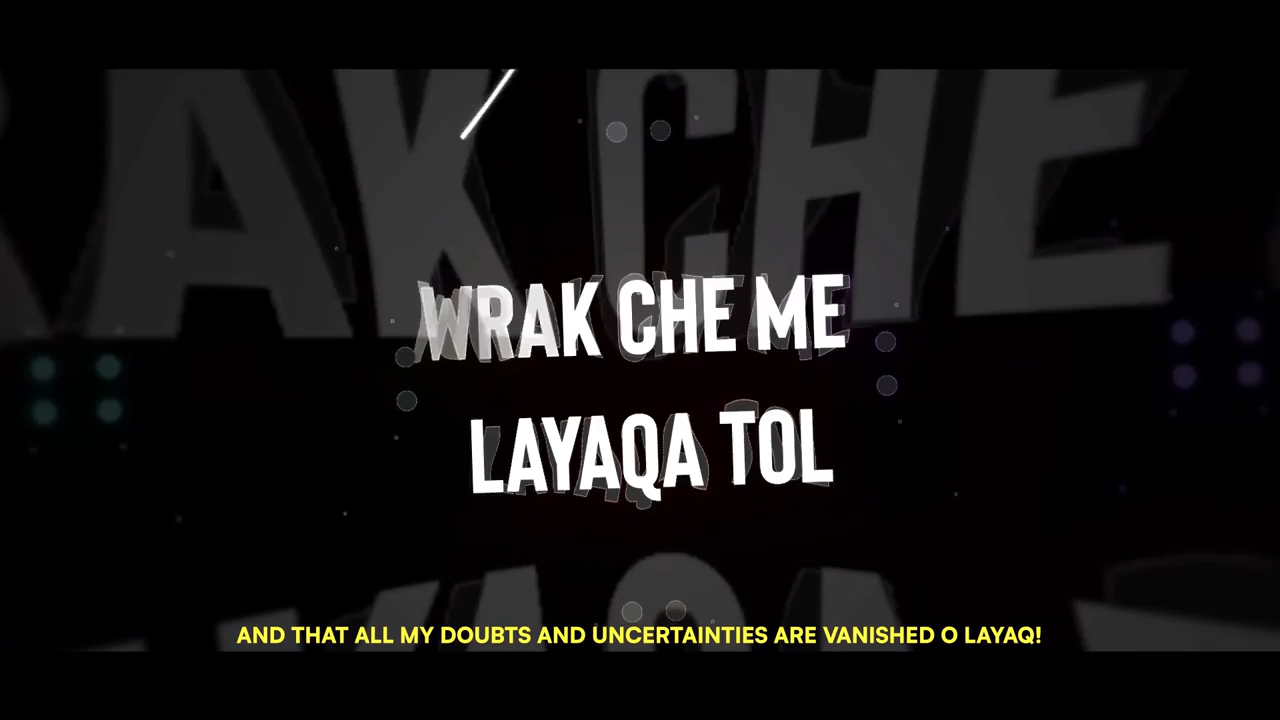 WRAK CHE ME
LAYAQA TOL
AND THAT ALL MY DOUBTS AND UNCERTAINTIES ARE VANISHED O LAYAQ!